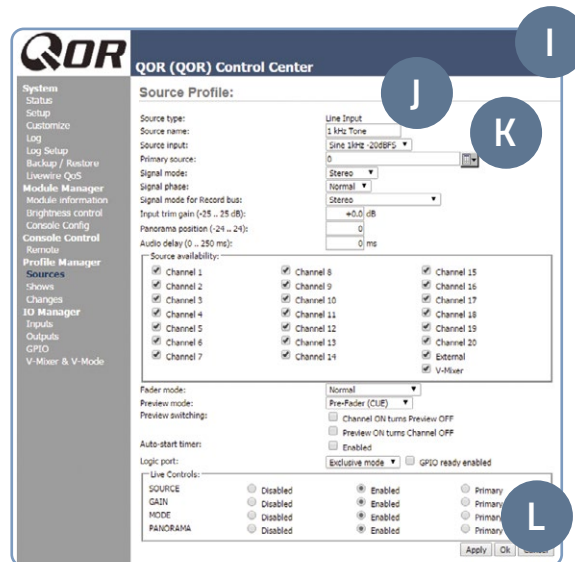 QOR
QOR (QOR) Control Center
I
System
Status
Setup
Customize
Log
Log Setup
Backup / Restore
Livewire QoS
Module Manager
Module information
Brightness control
Console Config
Console Control
Remote
Profile Manager
Sources
Shows
Changes
IO Manager
Inputs
Outputs
GPIO
V-Mixer & V-Mode
Source Profile:
J
K
Source type: Line Input
Source name: 1 kHz Tone
Source input: Sine 1kHz -20dBFS
Primary source: 0
Signal mode: Stereo
Signal phase: Normal
Signal mode for Record bus: Stereo
Input trim gain (-25 .. 25 dB): +0.0 dB
Panorama position (-24 .. 24): 0
Audio delay (0 .. 250 ms): 0 ms
Source availability:
Channel 1 Channel 8 Channel 15
Channel 2 Channel 9 Channel 16
Channel 3 Channel 10 Channel 17
Channel 4 Channel 11 Channel 18
Channel 5 Channel 12 Channel 19
Channel 6 Channel 13 Channel 20
Channel 7 Channel 14 External
V-Mixer
Fader mode: Normal
Preview mode: Pre-Fader (CUE)
Preview switching: Channel ON turns Preview OFF
Preview ON turns Channel OFF
Auto-start timer: Enabled
Logic port: Exclusive mode GPIO ready enabled
Live Controls:
SOURCE Disabled Enabled Primary
GAIN Disabled Enabled Primary
MODE Disabled Enabled Primary
PANORAMA Disabled Enabled Primary
L
Apply Ok